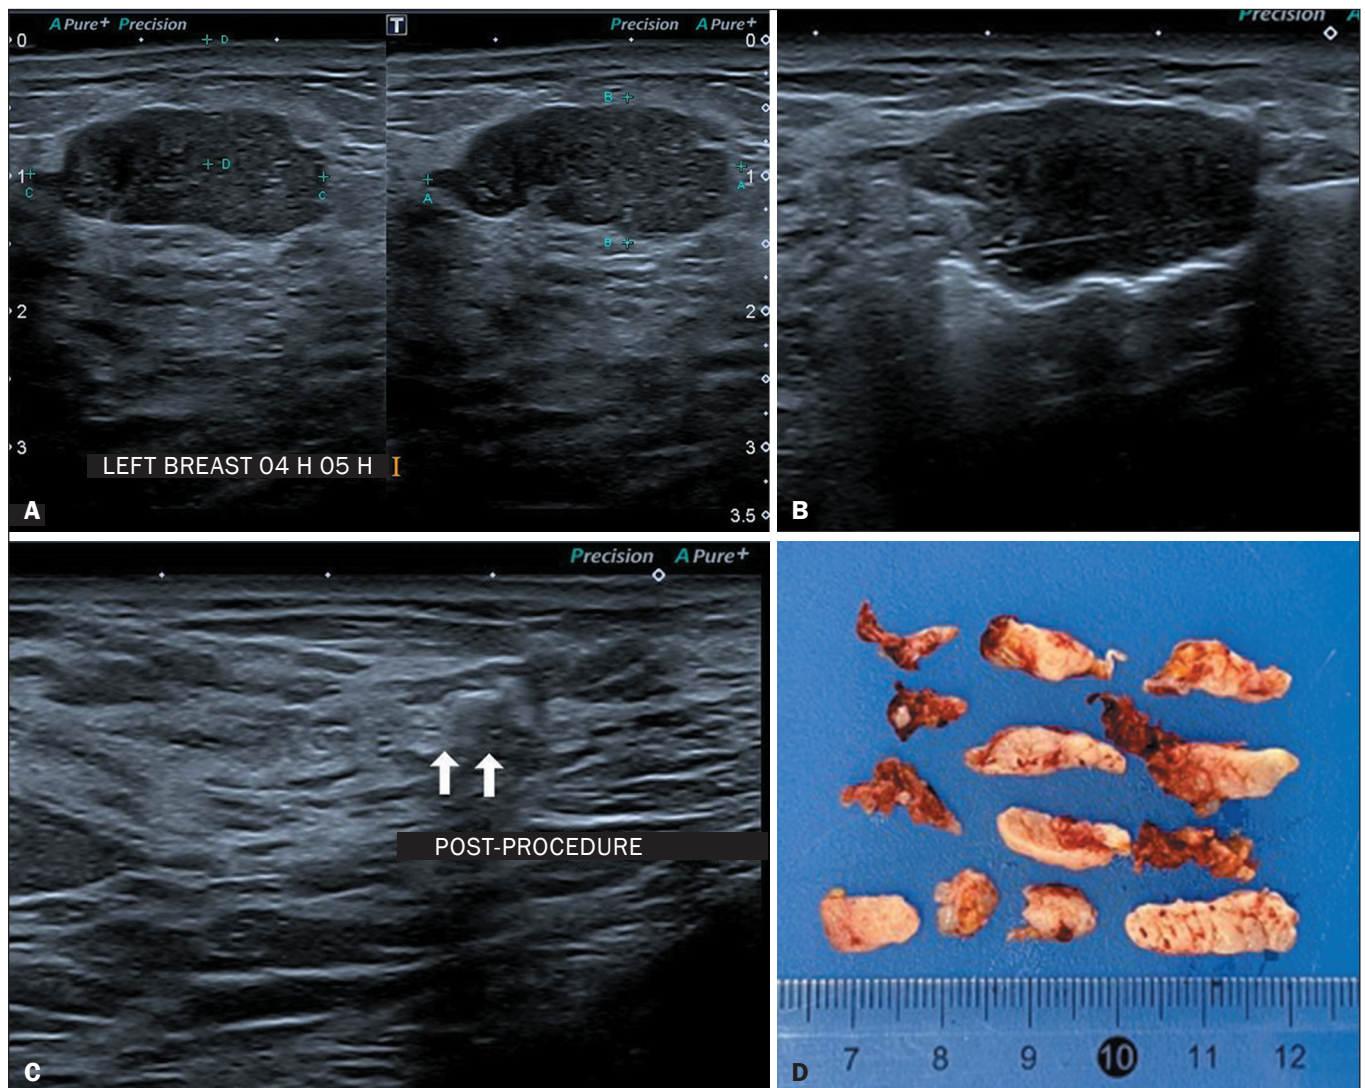 A Pure+ Precision
T
Precision A Pure+
Precision A
D
0
0
B
D
1
C
C
A
A
1
B
2
2
3
3
LEFT BREAST 04 H 05 H I
3.5
A
B
Precision A Pure+
POST-PROCEDURE
C
7 8 9 10 11 12
D